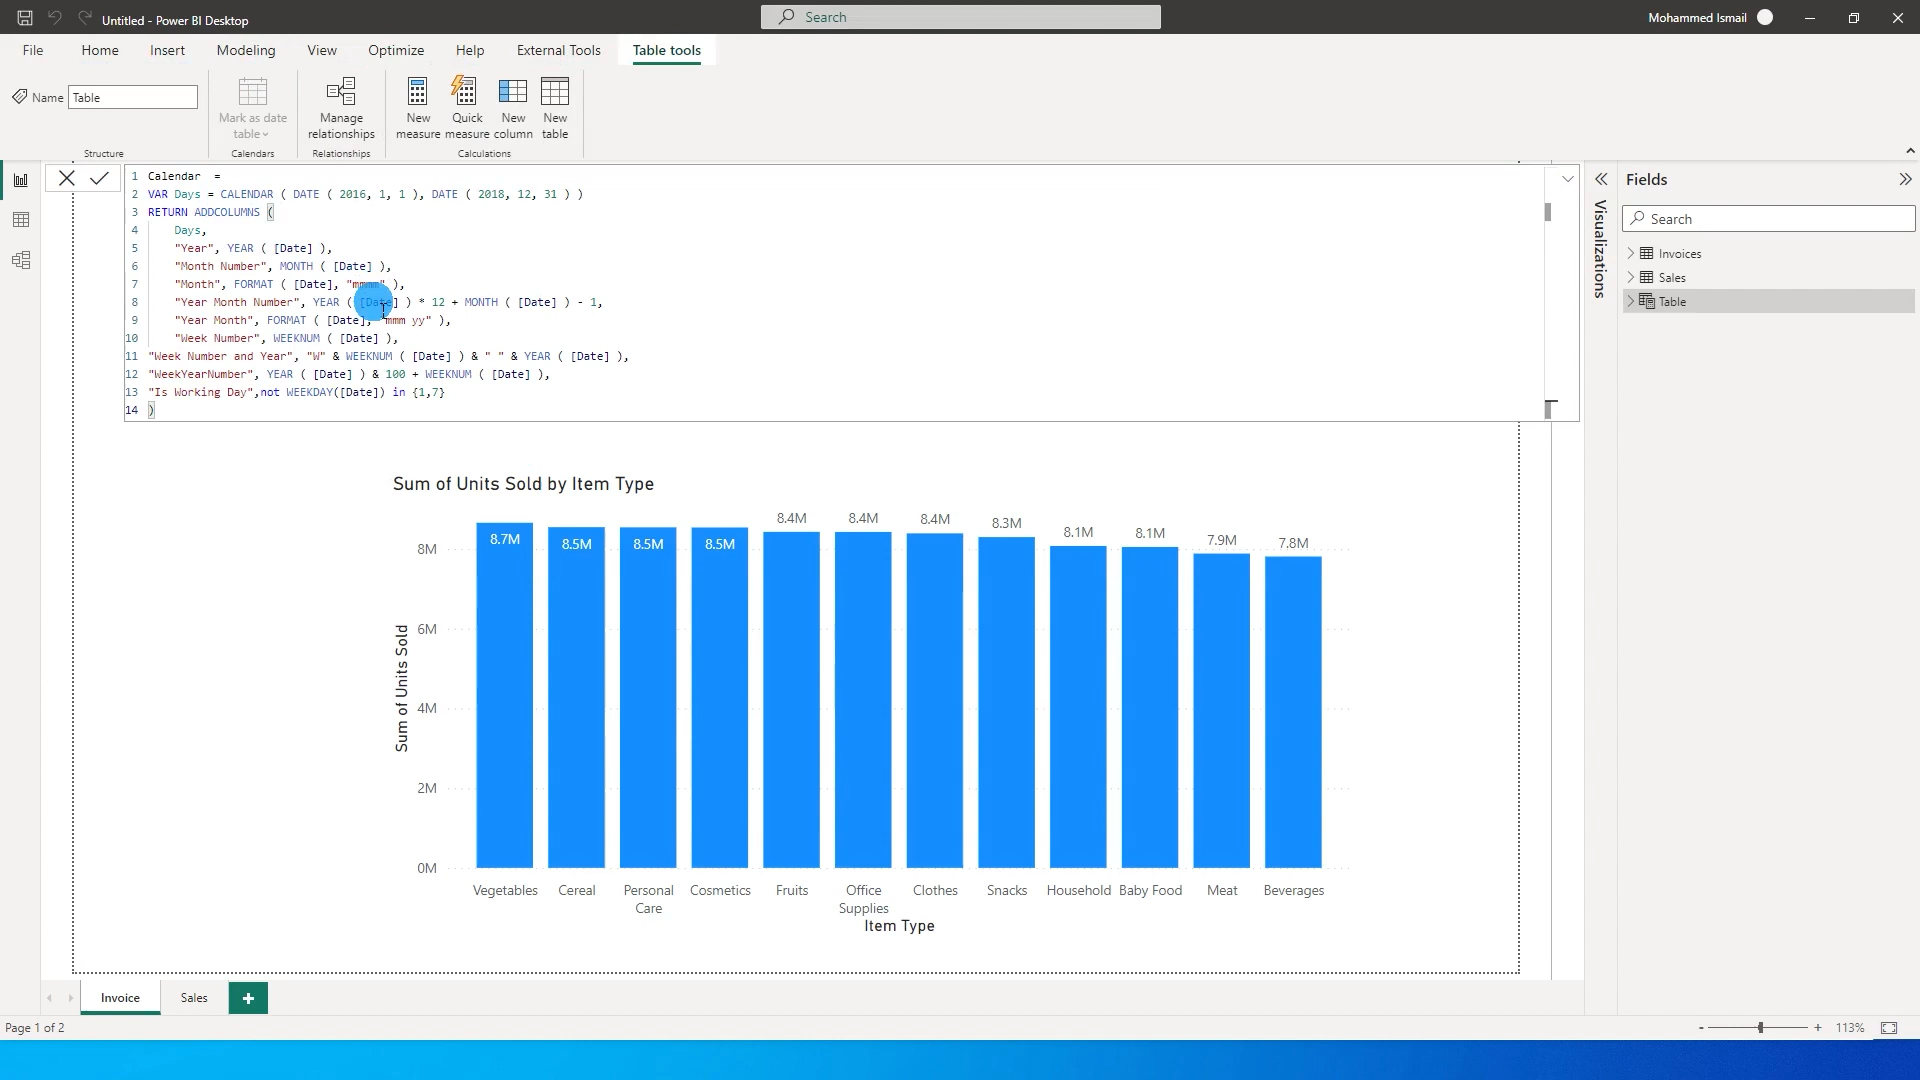 Untitled - Power BI Desktop
Search
Mohammed Ismail
File Home Insert Modeling View Optimize Help External Tools Table tools
Name Table
Mark as date table
Manage relationships
New measure
Quick measure
New column
New table
Structure Calendars Relationships Calculations
1 Calendar =
2 VAR Days = CALENDAR ( DATE ( 2016, 1, 1 ), DATE ( 2018, 12, 31 ) )
3 RETURN ADDCOLUMNS (
4 Days,
5 "Year", YEAR ( [Date] ),
6 "Month Number", MONTH ( [Date] ),
7 "Month", FORMAT ( [Date], "mmmm" ),
8 "Year Month Number", YEAR ( [Date] ) * 12 + MONTH ( [Date] ) - 1,
9 "Year Month", FORMAT ( [Date], "mmm yy" ),
10 "Week Number", WEEKNUM ( [Date] ),
11 "Week Number and Year", "W" & WEEKNUM ( [Date] ) & " " & YEAR ( [Date] ),
12 "WeekYearNumber", YEAR ( [Date] ) & 100 + WEEKNUM ( [Date] ),
13 "Is Working Day",not WEEKDAY([Date]) in {1,7}
14 )
Visualizations
Fields
Search
Invoices
Sales
Table
Sum of Units Sold by Item Type
8.7M 8.5M 8.5M 8.5M 8.4M 8.4M 8.4M 8.3M 8.1M 8.1M 7.9M 7.8M
8M
6M
4M
2M
0M
Sum of Units Sold
Vegetables Cereal Personal Care Cosmetics Fruits Office Supplies Clothes Snacks Household Baby Food Meat Beverages
Item Type
Invoice Sales +
Page 1 of 2
- + 113%